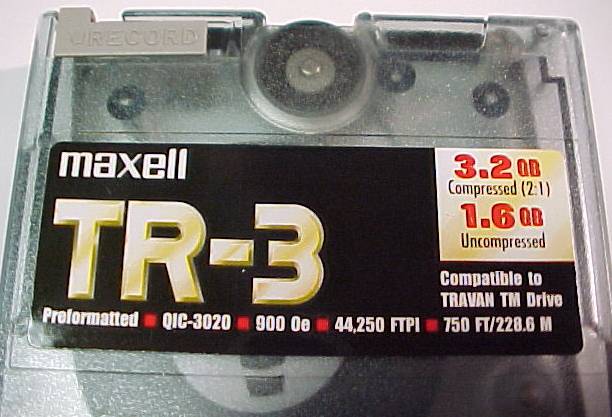 RECORD
maxell
TR-3
3.2 GB
Compressed (2:1)
1.6 GB
Uncompressed
Compatible to
TRAVAN TM Drive
Preformatted ■ QIC-3020 ■ 900 Oe ■ 44,250 FTPI ■ 750 FT/228.6 M